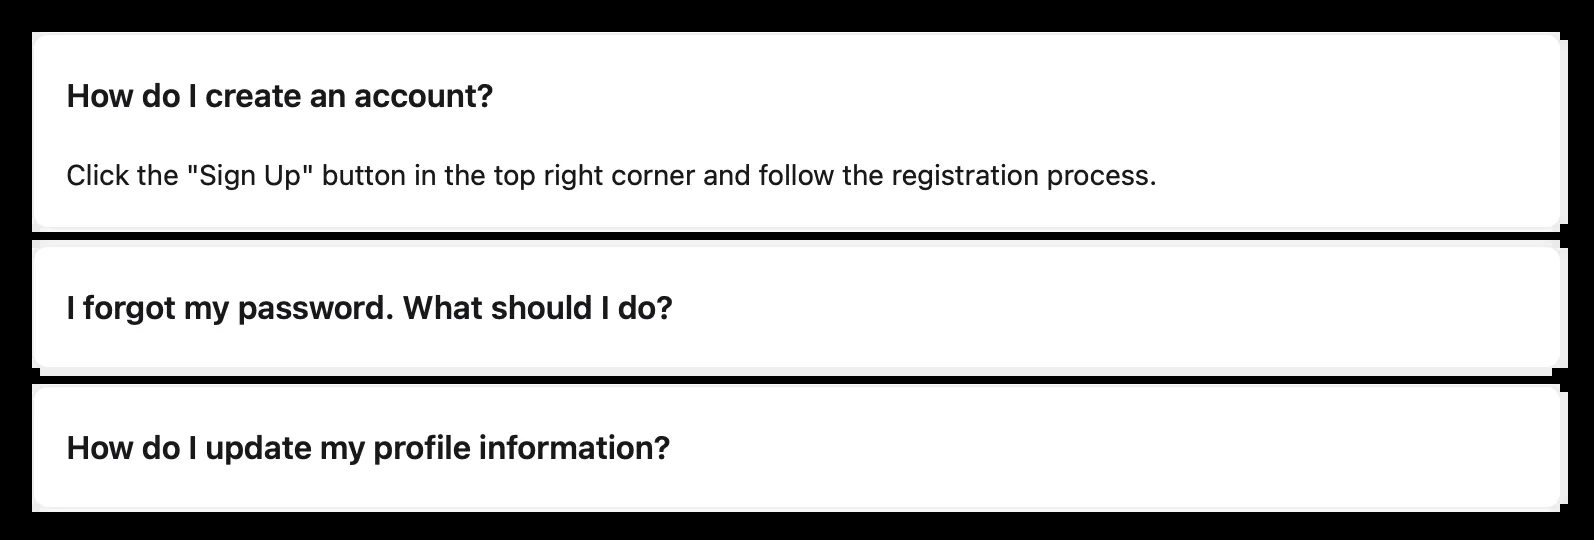 How do I create an account?
Click the "Sign Up" button in the top right corner and follow the registration process.
I forgot my password. What should I do?
How do I update my profile information?